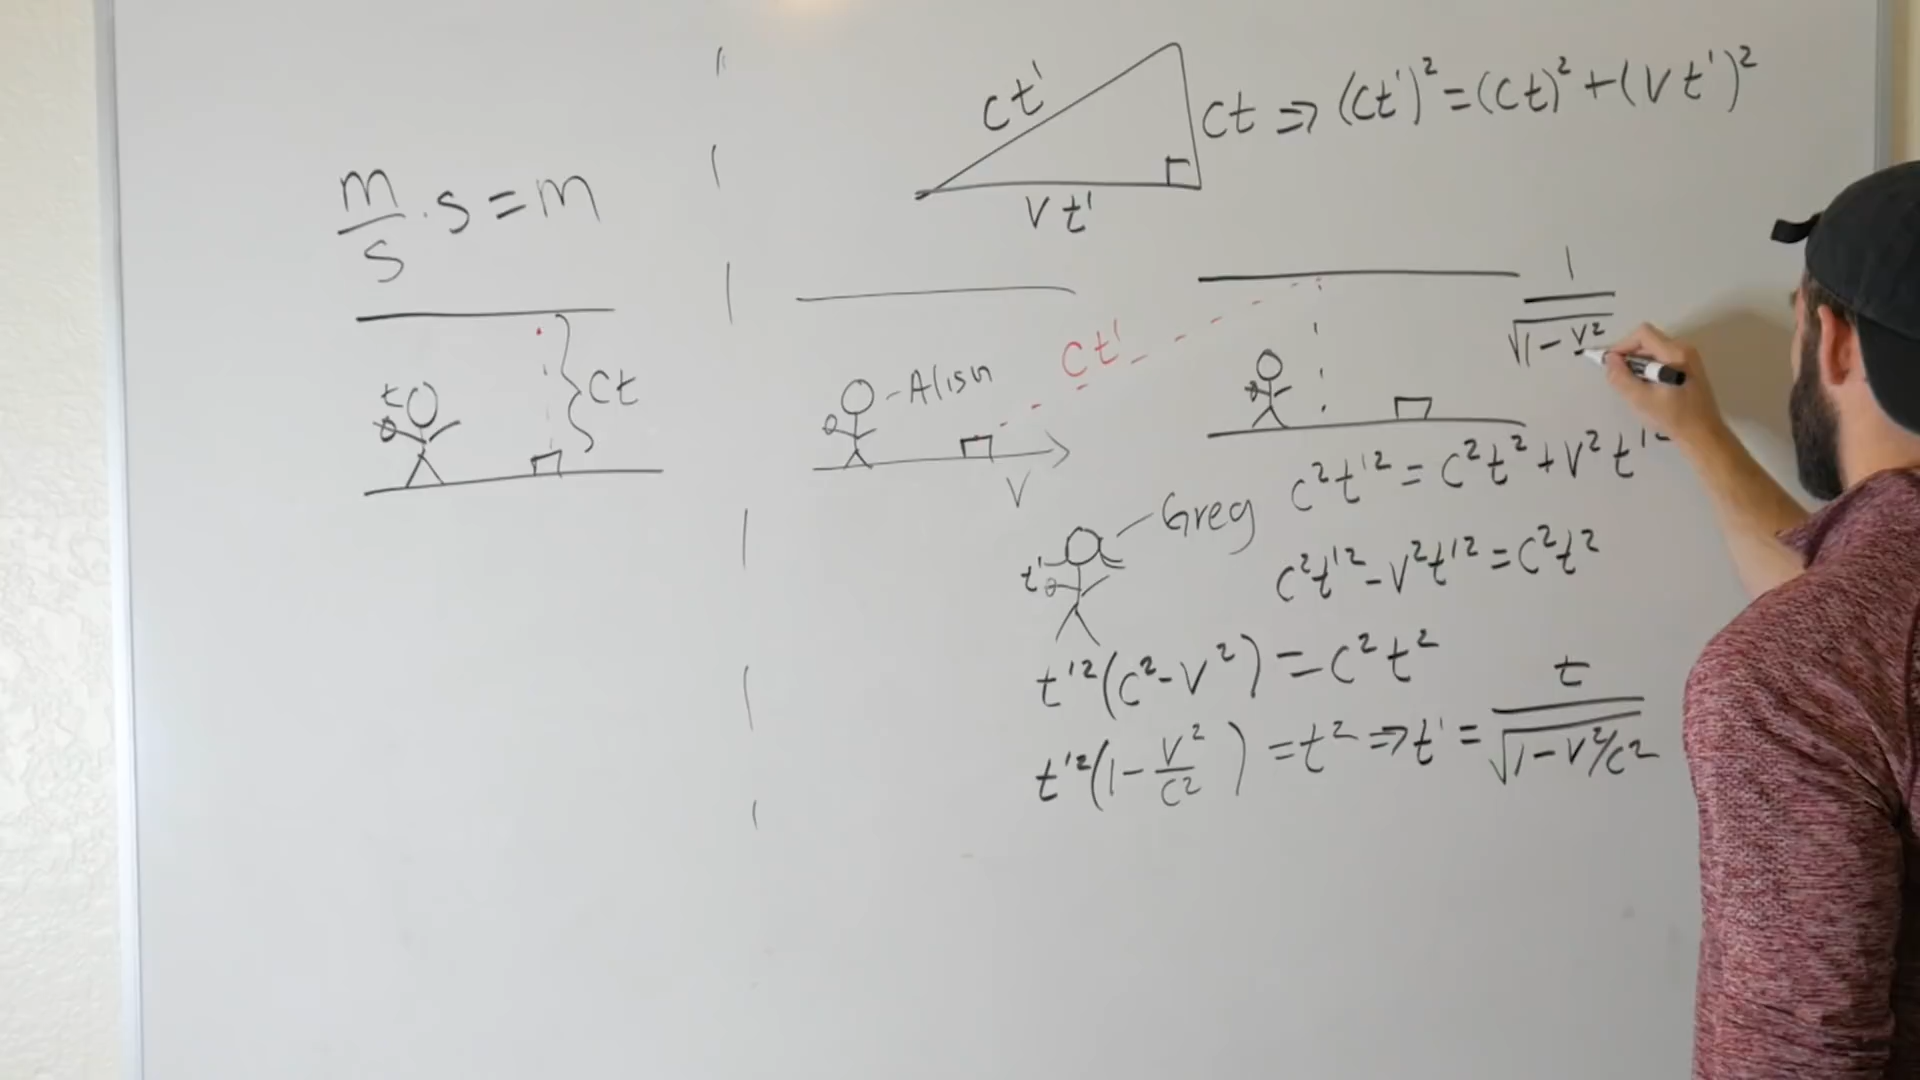 ct'
ct ⇒ (ct')² = (ct)² + (vt')²
vt'
m/s · s = m
1/√1 - v²
ct
t
ct'
Alisn
v
Greg
t'
c²t'² = c²t² + v²t'²
c²t'² - v²t'² = c²t²
t'²(c² - v²) = c²t²
t'²(1 - v²/c²) = t² ⇒ t' = t/√1 - v²/c²